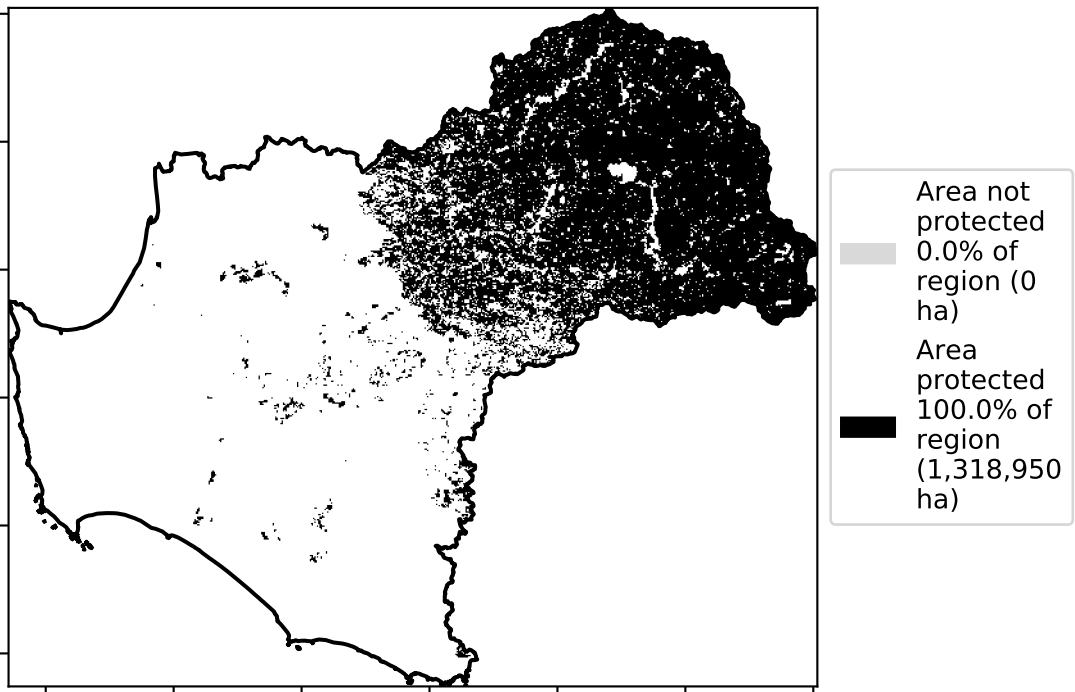 Area not
protected
0.0% of
region (0
ha)
Area
protected
100.0% of
region
(1,318,950
ha)